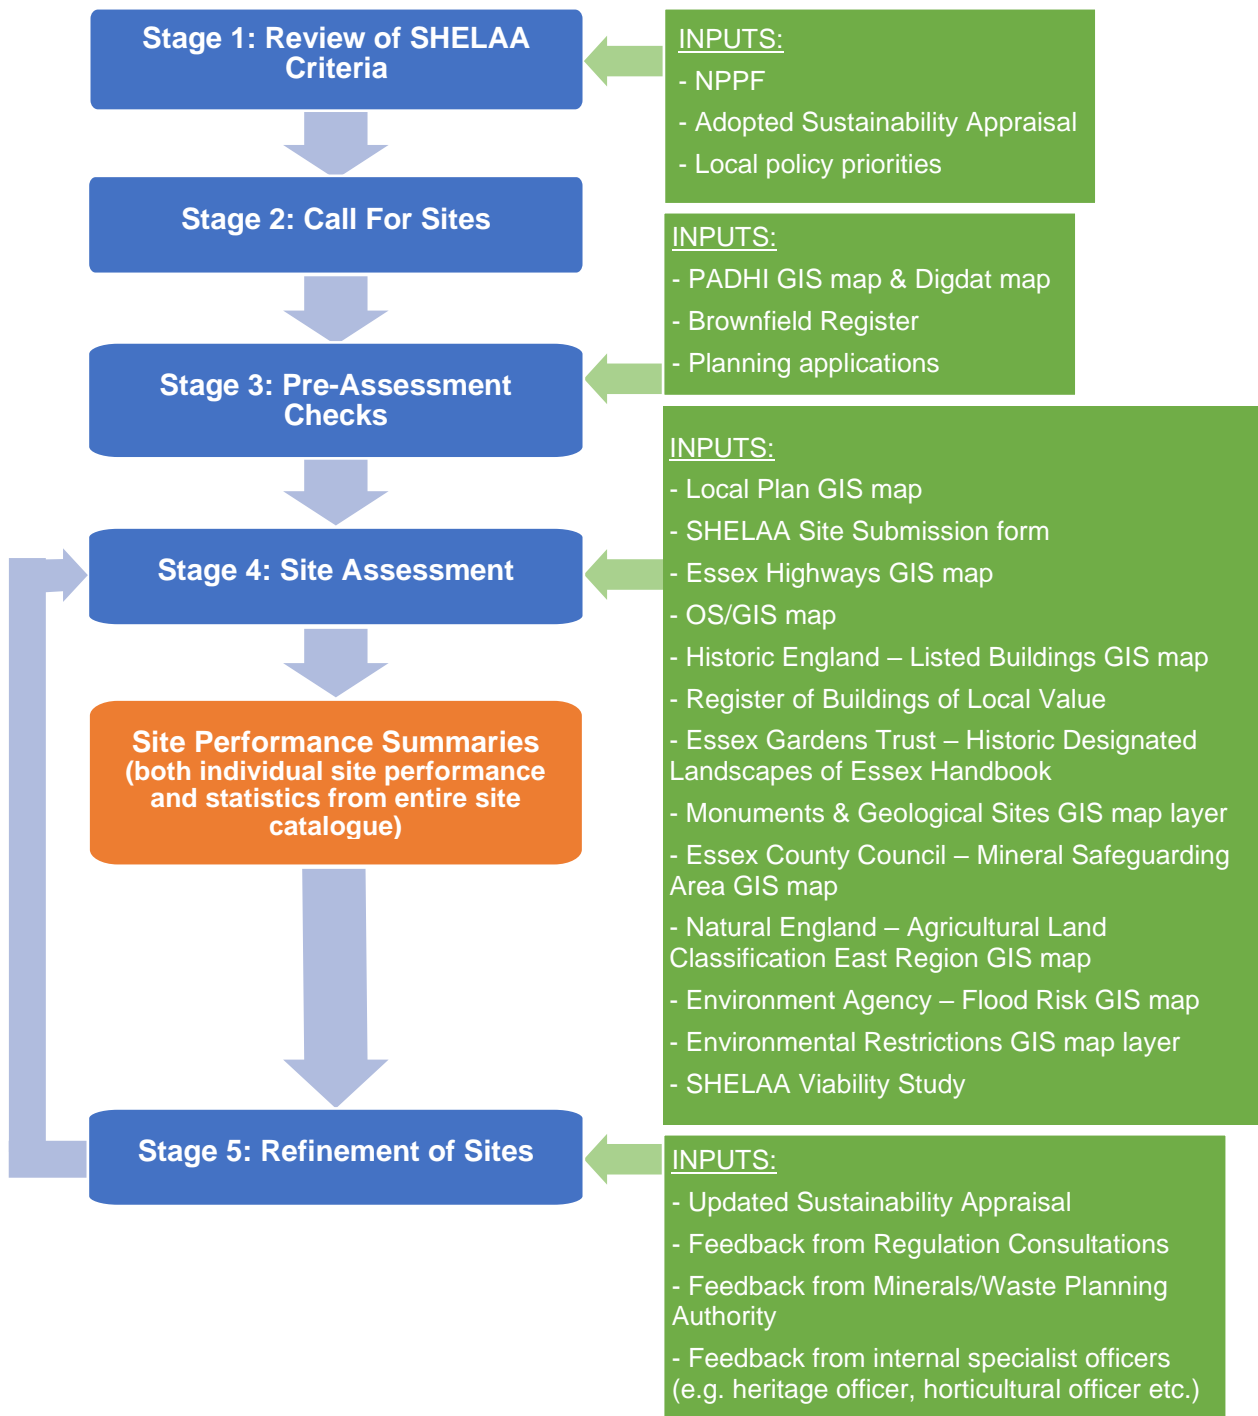 Stage 1: Review of SHELAA
Criteria
INPUTS:
- NPPF
- Adopted Sustainability Appraisal
- Local policy priorities
Stage 2: Call For Sites
INPUTS:
- PADHI GIS map & Digdat map
- Brownfield Register
- Planning applications
Stage 3: Pre-Assessment
Checks
INPUTS:
- Local Plan GIS map
- SHELAA Site Submission form
- Essex Highways GIS map
- OS/GIS map
- Historic England – Listed Buildings GIS map
- Register of Buildings of Local Value
- Essex Gardens Trust – Historic Designated
Landscapes of Essex Handbook
- Monuments & Geological Sites GIS map layer
- Essex County Council – Mineral Safeguarding
Area GIS map
- Natural England – Agricultural Land
Classification East Region GIS map
- Environment Agency – Flood Risk GIS map
- Environmental Restrictions GIS map layer
- SHELAA Viability Study
Stage 4: Site Assessment
Site Performance Summaries
(both individual site performance
and statistics from entire site
catalogue)
Stage 5: Refinement of Sites
INPUTS:
- Updated Sustainability Appraisal
- Feedback from Regulation Consultations
- Feedback from Minerals/Waste Planning
Authority
- Feedback from internal specialist officers
(e.g. heritage officer, horticultural officer etc.)